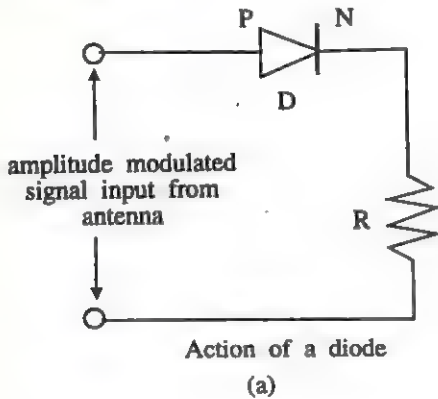 P N
D
amplitude modulated
signal input from
antenna
R
Action of a diode
(a)